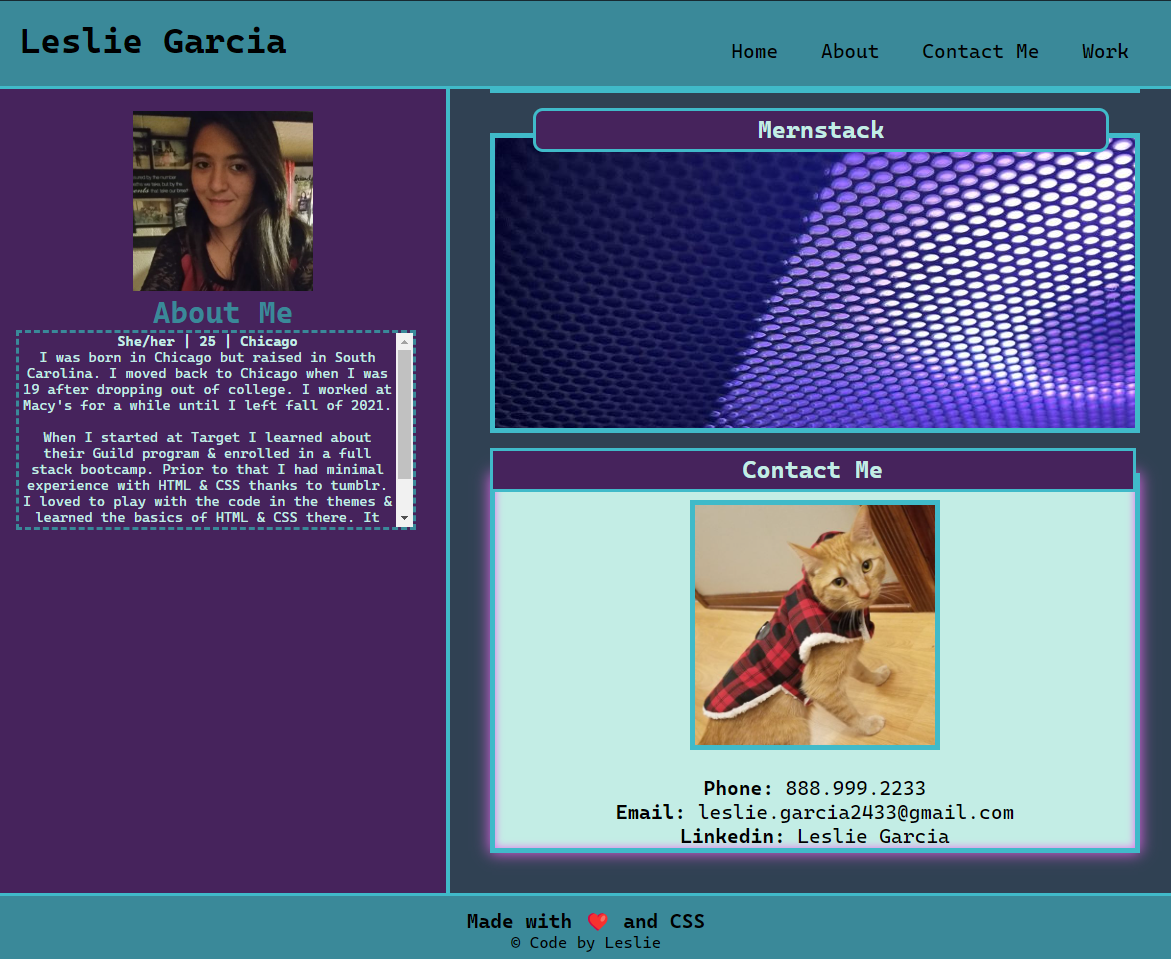 Leslie Garcia
Home About Contact Me Work
About Me
She/her | 25 | Chicago
I was born in Chicago but raised in South
Carolina. I moved back to Chicago when I was
19 after dropping out of college. I worked at
Macy's for a while until I left fall of 2021.
When I started at Target I learned about
their Guild program & enrolled in a full
stack bootcamp. Prior to that I had minimal
experience with HTML & CSS thanks to tumblr.
I loved to play with the code in the themes &
learned the basics of HTML & CSS there. It
Mernstack
Contact Me
Phone: 888.999.2233
Email: leslie.garcia2433@gmail.com
Linkedin: Leslie Garcia
Made with ❤️ and CSS
© Code by Leslie